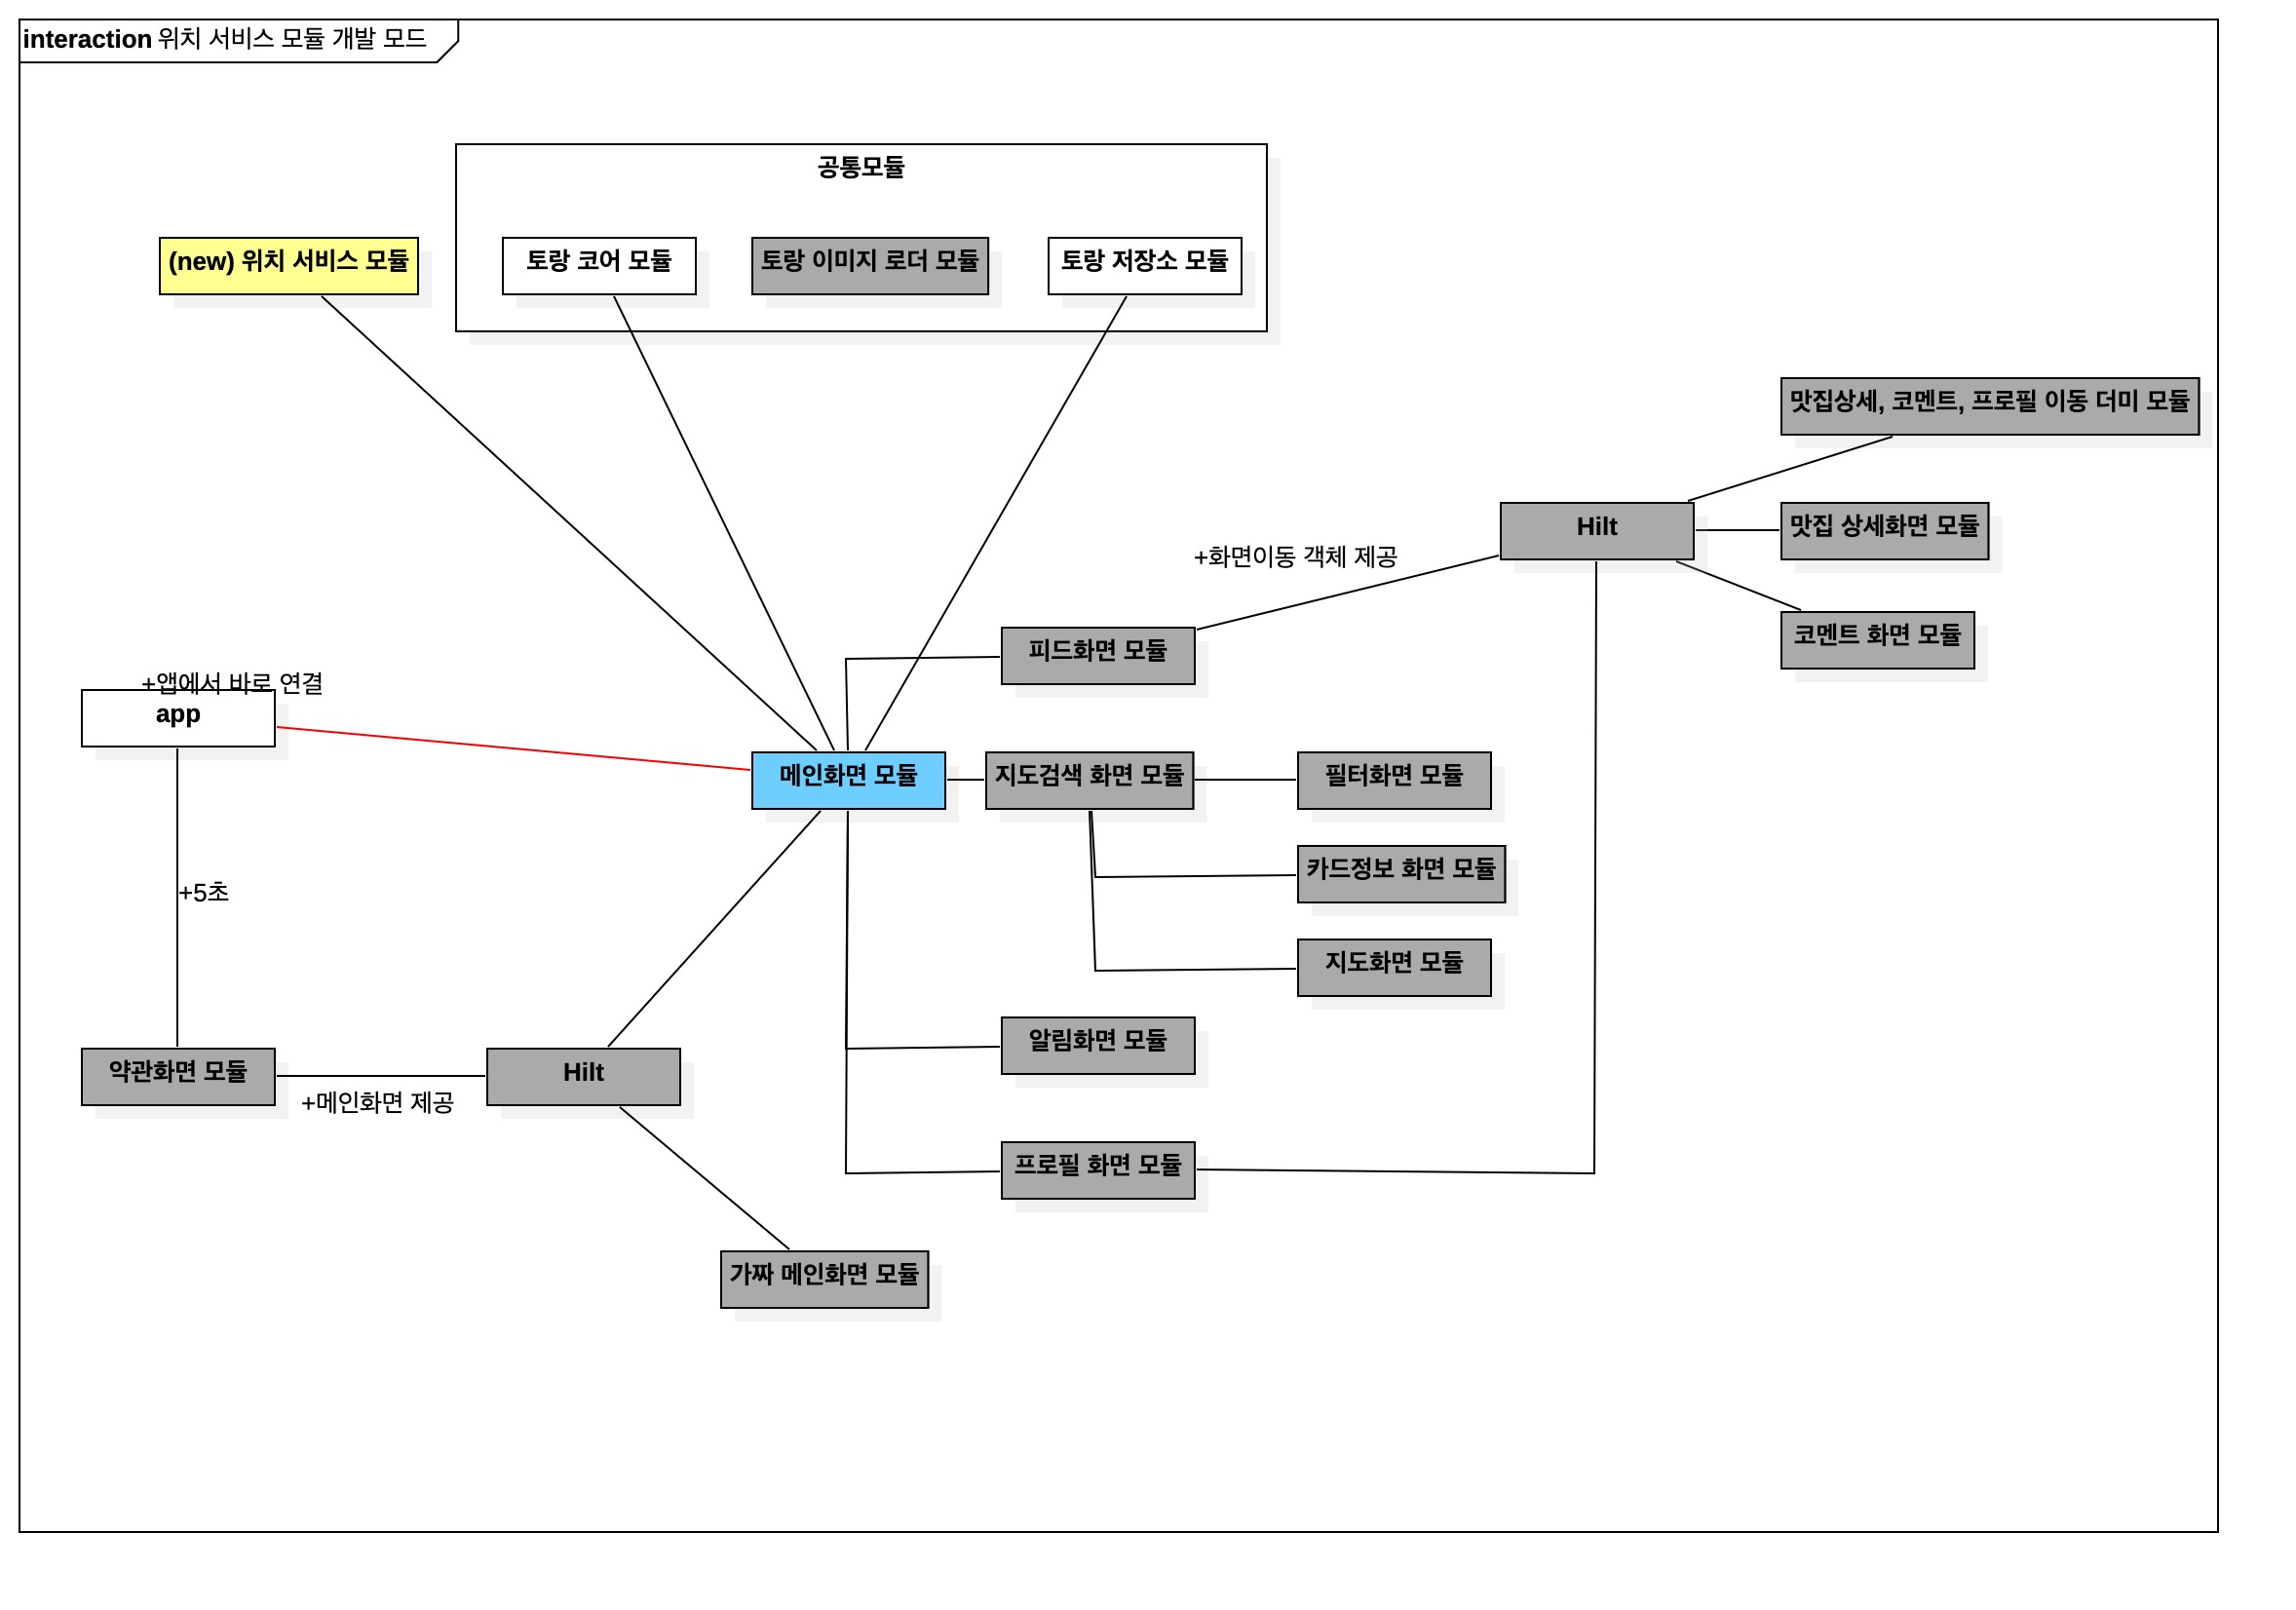 interaction 위치 서비스 모듈 개발 모드
공통모듈
(new) 위치 서비스 모듈
토랑 코어 모듈
토랑 이미지 로더 모듈
토랑 저장소 모듈
맛집상세, 코멘트, 프로필 이동 더미 모듈
Hilt
맛집 상세화면 모듈
+화면이동 객체 제공
코멘트 화면 모듈
피드화면 모듈
+앱에서 바로 연결
app
메인화면 모듈
지도검색 화면 모듈
필터화면 모듈
카드정보 화면 모듈
+5초
지도화면 모듈
알림화면 모듈
약관화면 모듈
Hilt
+메인화면 제공
프로필 화면 모듈
가짜 메인화면 모듈